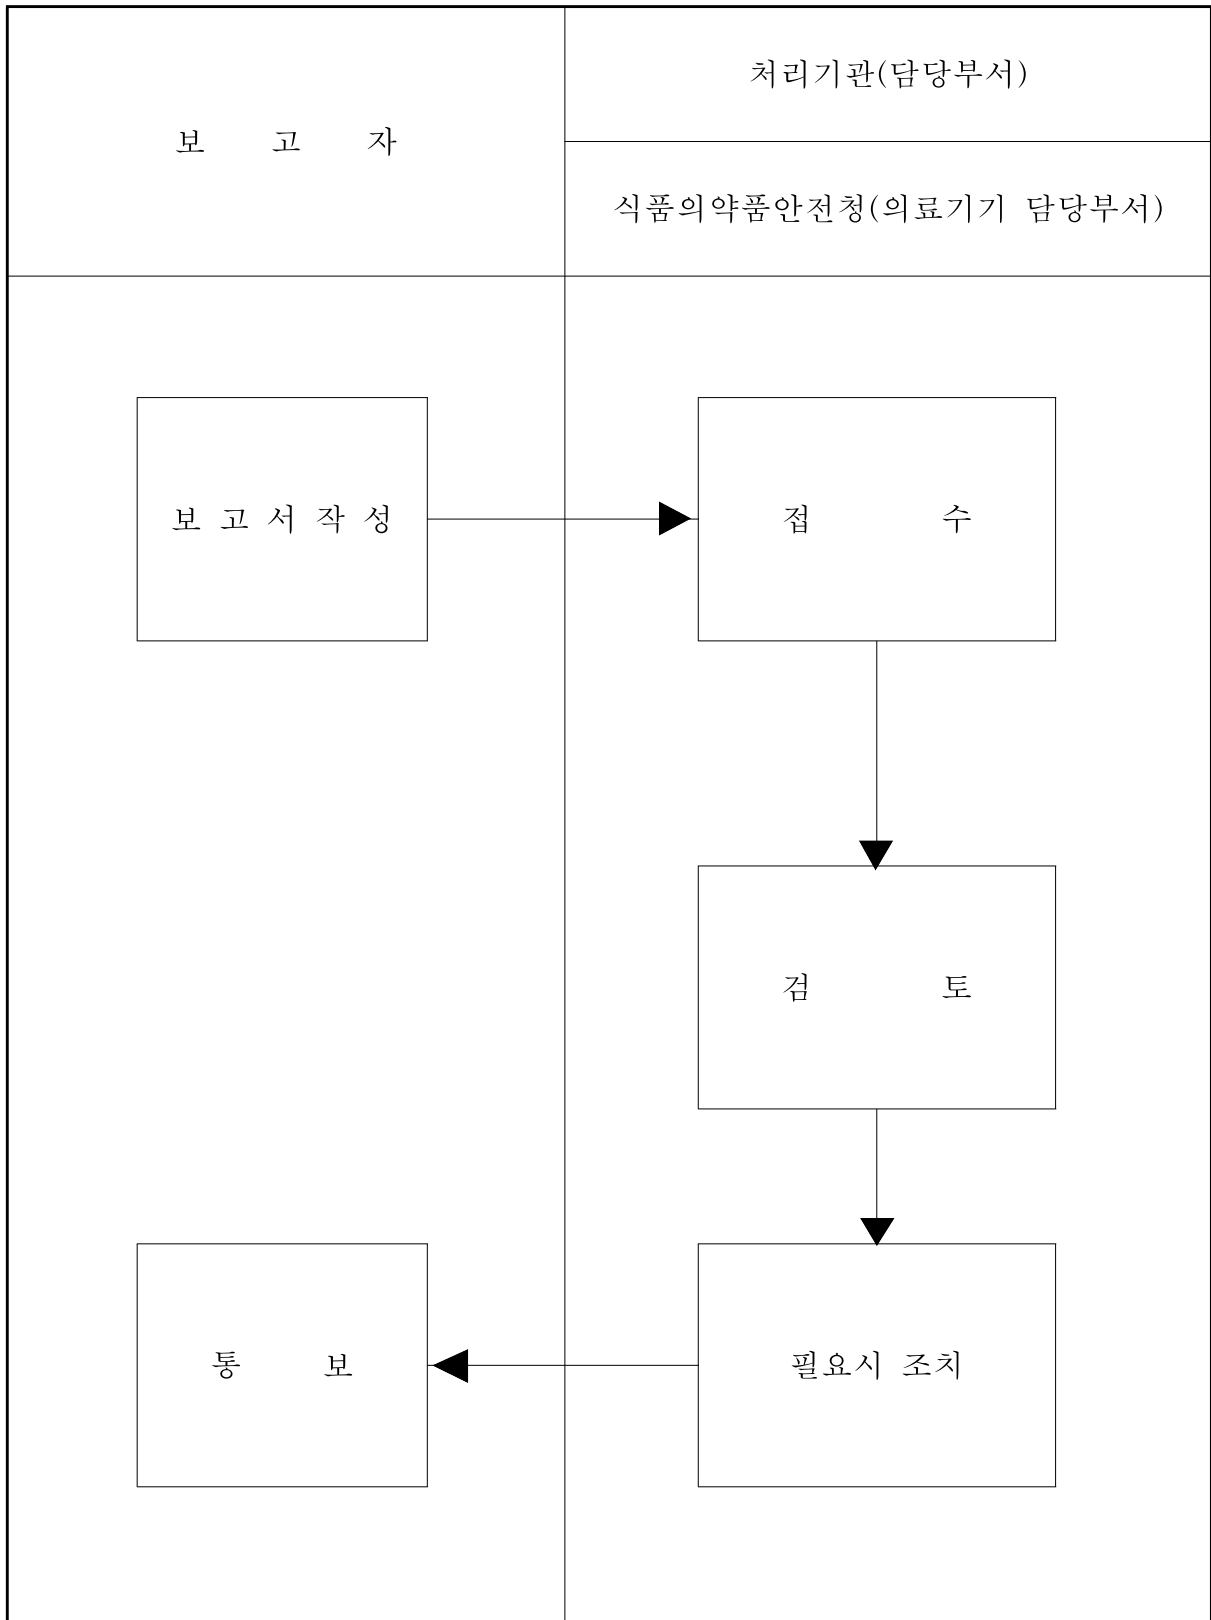 보 고 자
처리기관(담당부서)
식품의약품안전청(의료기기 담당부서)
보 고 서 작 성
접 수
검 토
통 보
필요시 조치